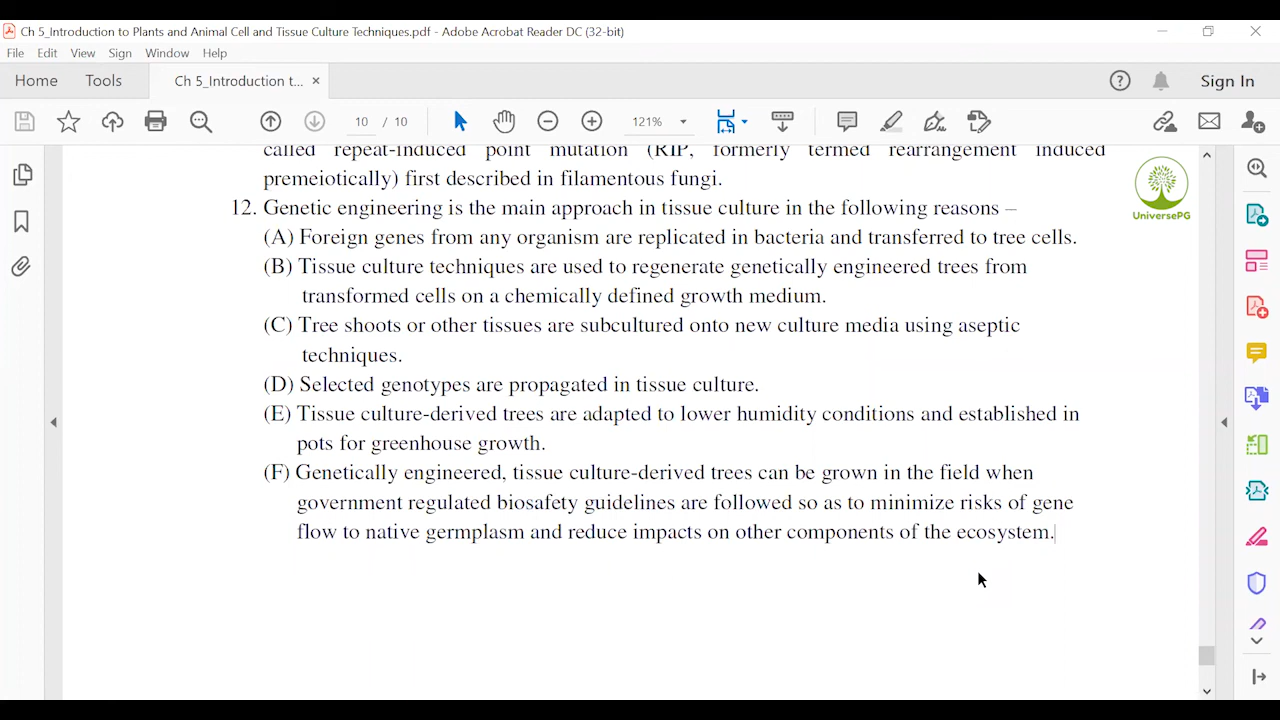 Ch 5_Introduction to Plants and Animal Cell and Tissue Culture Techniques.pdf - Adobe Acrobat Reader DC (32-bit)
File Edit View Sign Window Help
Home Tools Ch 5_Introduction t... × Sign In
10 / 10 121%
called repeat-induced point mutation (RIP, formerly termed rearrangement induced
premeiotically) first described in filamentous fungi.
UniversePG
12. Genetic engineering is the main approach in tissue culture in the following reasons –
(A) Foreign genes from any organism are replicated in bacteria and transferred to tree cells.
(B) Tissue culture techniques are used to regenerate genetically engineered trees from
transformed cells on a chemically defined growth medium.
(C) Tree shoots or other tissues are subcultured onto new culture media using aseptic
techniques.
(D) Selected genotypes are propagated in tissue culture.
(E) Tissue culture-derived trees are adapted to lower humidity conditions and established in
pots for greenhouse growth.
(F) Genetically engineered, tissue culture-derived trees can be grown in the field when
government regulated biosafety guidelines are followed so as to minimize risks of gene
flow to native germplasm and reduce impacts on other components of the ecosystem.